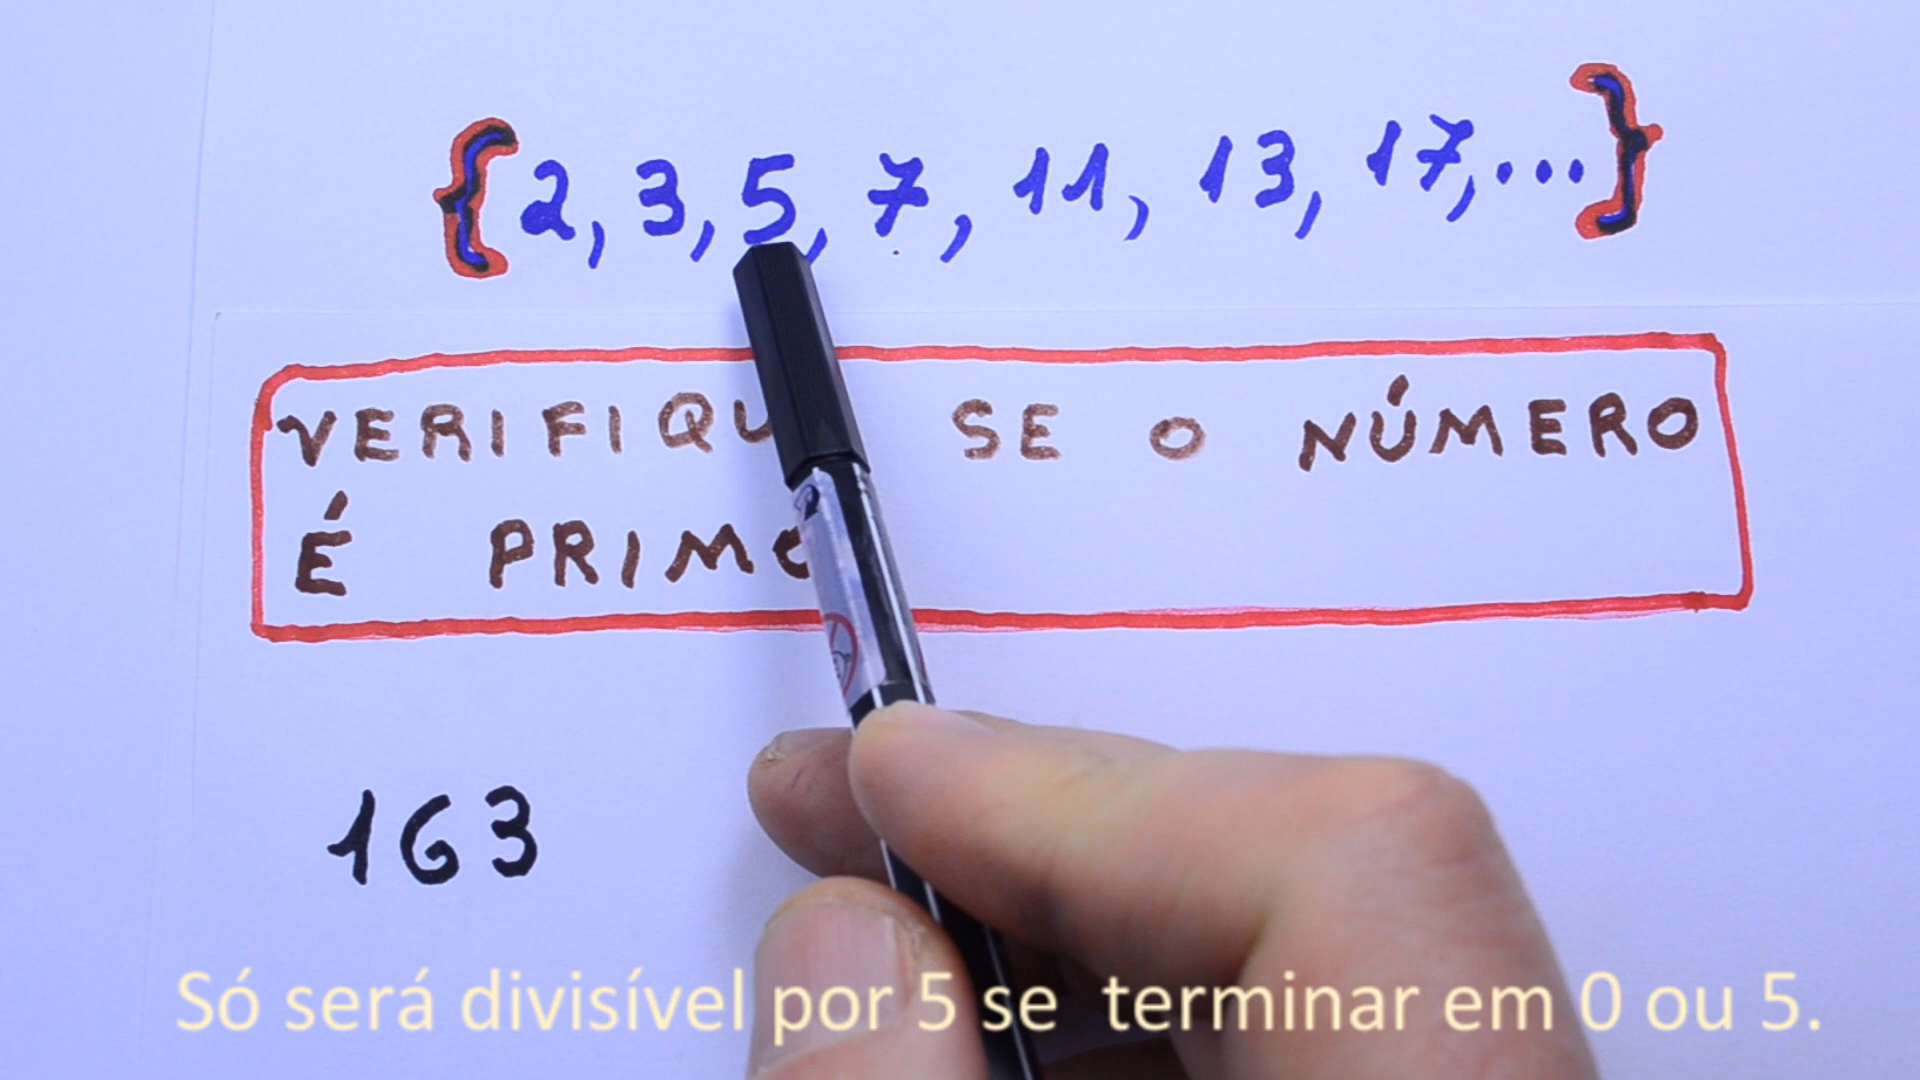 {2, 3, 5, 7, 11, 13, 17, ...}
VERIFIQU SE O NÚMERO
É PRIMO
163
Só será divisível por 5 se terminar em 0 ou 5.